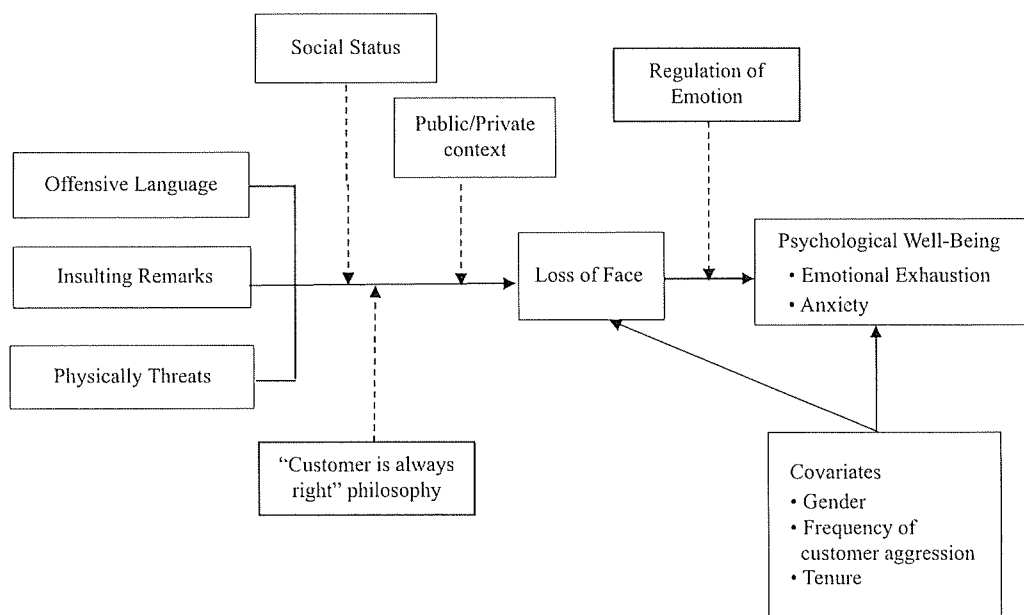 Social Status
Regulation of
Emotion
Public/Private
context
Offensive Language
Insulting Remarks
Physically Threats
Loss of Face
Psychological Well-Being
• Emotional Exhaustion
• Anxiety
“Customer is always
right” philosophy
Covariates
• Gender
• Frequency of
customer aggression
• Tenure